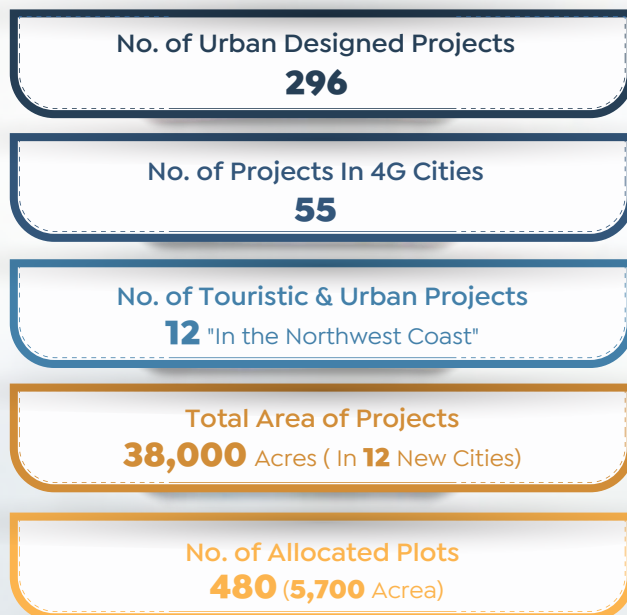 No. of Urban Designed Projects
296
No. of Projects In 4G Cities
55
No. of Touristic & Urban Projects
12 "In the Northwest Coast"
Total Area of Projects
38,000 Acres ( In 12 New Cities)
No. of Allocated Plots
480 (5,700 Acrea)